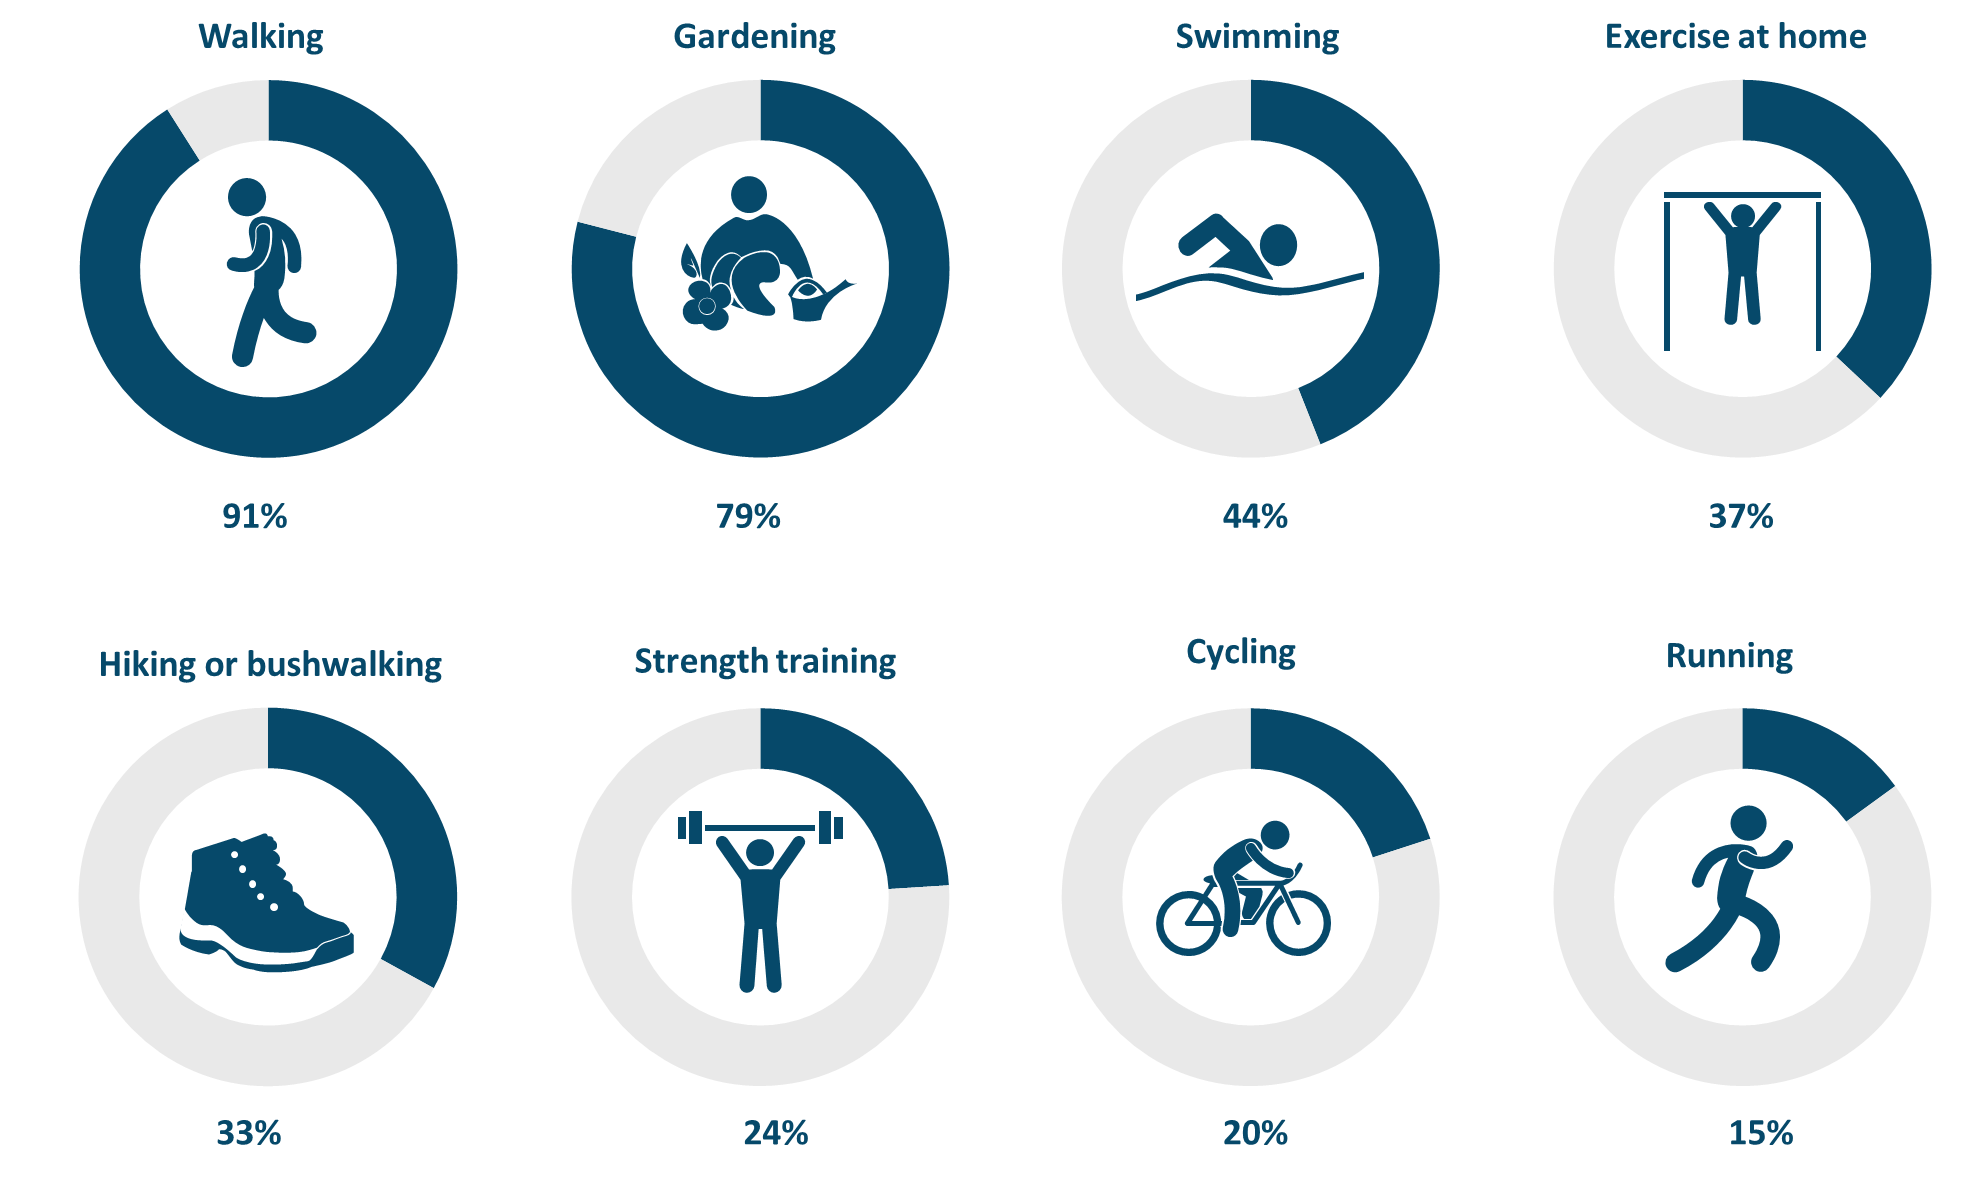 Walking
Gardening
Swimming
Exercise at home
91%
79%
44%
37%
Hiking or bushwalking
Strength training
Cycling
Running
33%
24%
20%
15%